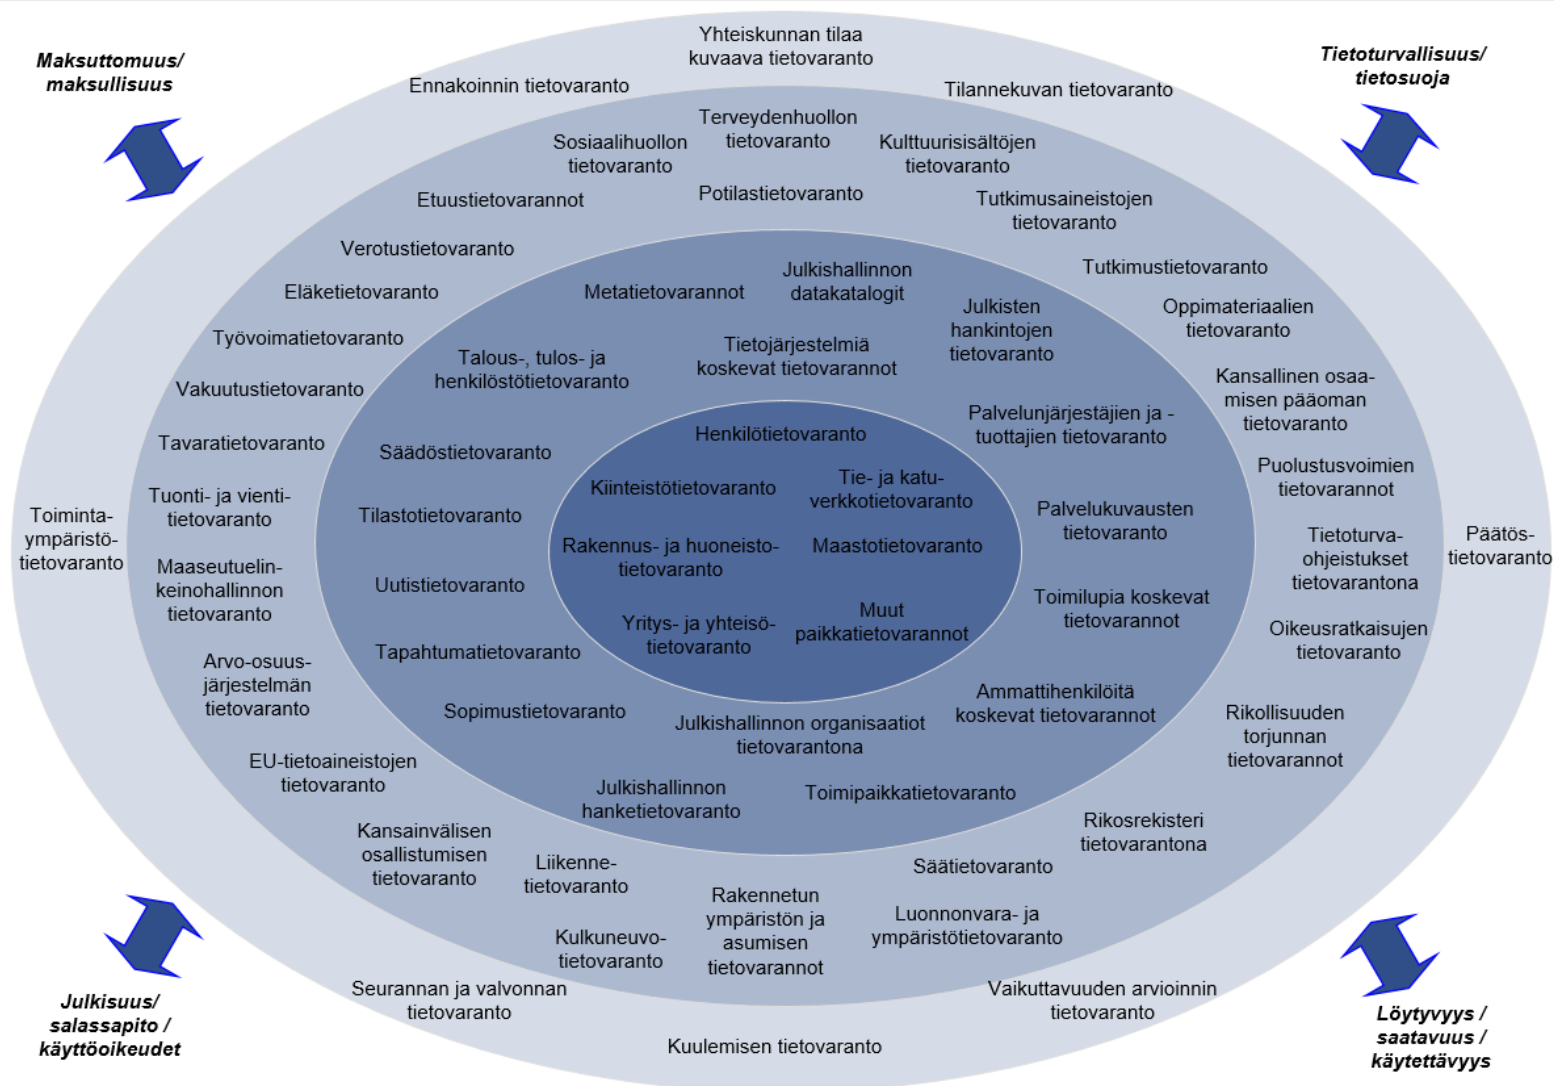 Yhteiskunnan tilaa
kuvaava tietovaranto
Maksuttomuus/
maksullisuus
Tietoturvallisuus/
tietosuoja
Ennakoinnin tietovaranto
Tilannekuvan tietovaranto
Terveydenhuollon
tietovaranto
Sosiaalihuollon
tietovaranto
Kulttuurisisältöjen
tietovaranto
Etuustietovarannot
Potilastietovaranto
Tutkimusaineistojen
tietovaranto
Verotustietovaranto
Tutkimustietovaranto
Eläketietovaranto
Metatietovarannot
Julkishallinnon
datakatalogit
Julkisten
hankintojen
tietovaranto
Oppimateriaalien
tietovaranto
Työvoimatietovaranto
Talous-, tulos- ja
henkilöstötietovaranto
Tietojärjestelmiä
koskevat tietovarannot
Vakuutustietovaranto
Kansallinen osaa-
misen pääoman
tietovaranto
Palvelunjärjestäjien ja -
tuottajien tietovaranto
Tavaratietovaranto
Säädöstietovaranto
Henkilötietovaranto
Puolustusvoimien
tietovarannot
Kiinteistötietovaranto
Tie- ja katu-
verkkotietovaranto
Tuonti- ja vienti-
tietovaranto
Tilastotietovaranto
Palvelukuvausten
tietovaranto
Toiminta-
ympäristö-
tietovaranto
Rakennus- ja huoneisto-
tietovaranto
Maastotietovaranto
Tietoturva-
ohjeistukset
tietovarantona
Päätös-
tietovaranto
Maaseutuelin-
keinohallinnon
tietovaranto
Uutistietovaranto
Toimilupia koskevat
tietovarannot
Yritys- ja yhteisö-
tietovaranto
Muut
paikkatietovarannot
Oikeusratkaisujen
tietovaranto
Arvo-osuus-
järjestelmän
tietovaranto
Tapahtumatietovaranto
Sopimustietovaranto
Julkishallinnon organisaatiot
tietovarantona
Ammattihenkilöitä
koskevat tietovarannot
Rikollisuuden
torjunnan
tietovarannot
EU-tietoaineistojen
tietovaranto
Julkishallinnon
hanketietovaranto
Toimipaikkatietovaranto
Kansainvälisen
osallistumisen
tietovaranto
Liikenne-
tietovaranto
Säätietovaranto
Rikosrekisteri
tietovarantona
Kulkuneuvo-
tietovaranto
Rakennetun
ympäristön ja
asumisen
tietovarannot
Luonnonvara- ja
ympäristötietovaranto
Seurannan ja valvonnan
tietovaranto
Vaikuttavuuden arvioinnin
tietovaranto
Kuulemisen tietovaranto
Julkisuus/
salassapito /
käyttöoikeudet
Löytyvyys /
saatavuus /
käytettävyys